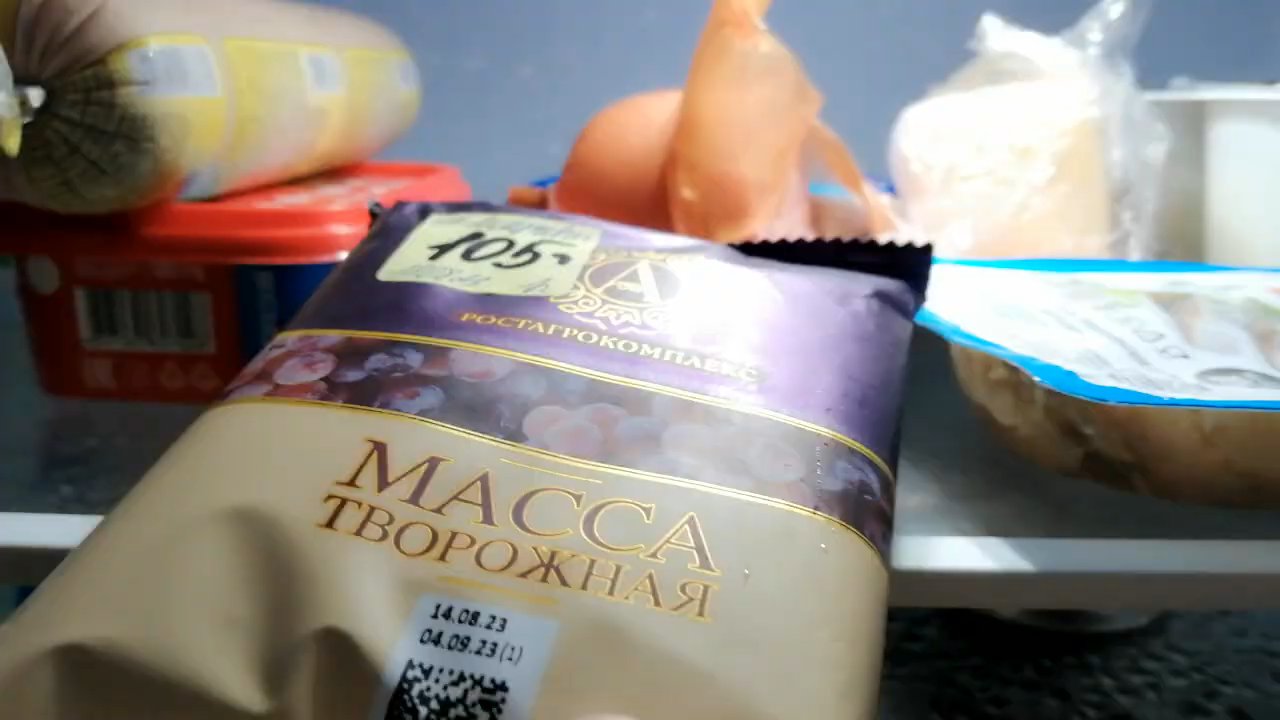 105-
А
РОСТАГРОКОМПЛЕКС
МАССА
ТВОРОЖНАЯ
14.08.23
04.09.23(1)